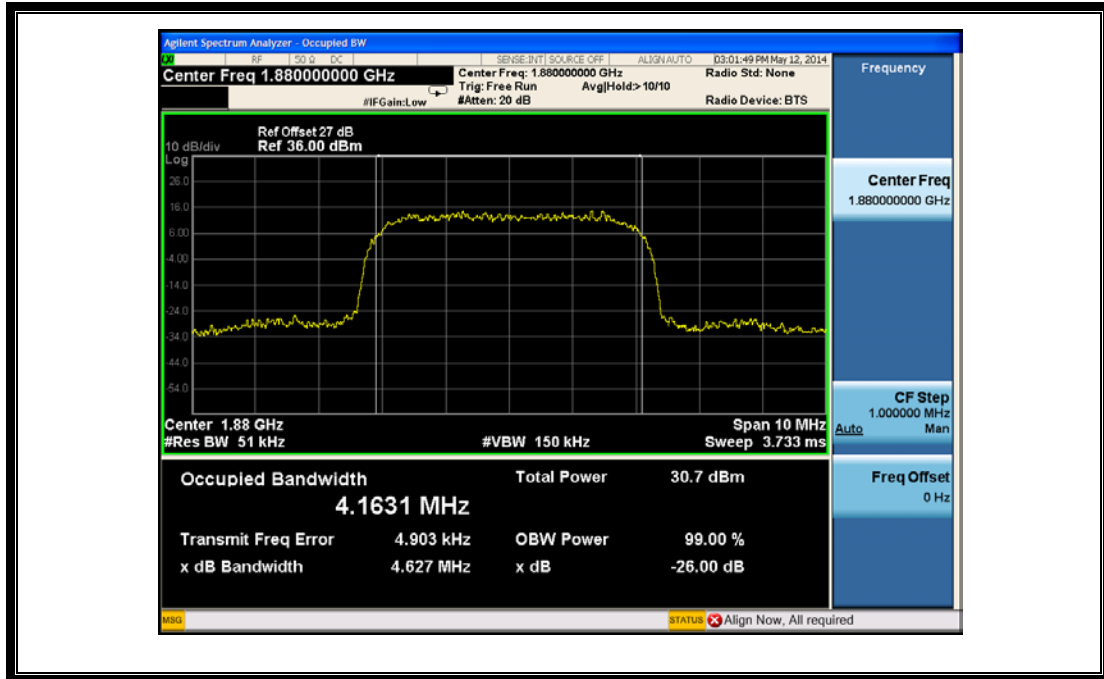 Agilent Spectrum Analyzer - Occupied BW
RF 50 Ω DC SENSE:INT SOURCE OFF ALIGN AUTO 03:01:49 PM May 12, 2014
Center Freq 1.880000000 GHz
Center Freq: 1.880000000 GHz
Radio Std: None
Trig: Free Run Avg|Hold:> 10/10
#IFGain:Low
#Atten: 20 dB
Radio Device: BTS
Ref Offset 27 dB
10 dB/div Ref 36.00 dBm
Log
26.0
16.0
6.00
-4.00
-14.0
-24.0
-34.0
-44.0
-54.0
Center 1.88 GHz
Span 10 MHz
#Res BW 51 kHz
#VBW 150 kHz
Sweep 3.733 ms
Occupied Bandwidth
4.1631 MHz
Total Power 30.7 dBm
Transmit Freq Error 4.903 kHz
OBW Power 99.00 %
x dB Bandwidth 4.627 MHz
x dB -26.00 dB
Frequency
Center Freq
1.880000000 GHz
CF Step
1.000000 MHz
Auto Man
Freq Offset
0 Hz
MSG
STATUS Align Now, All required